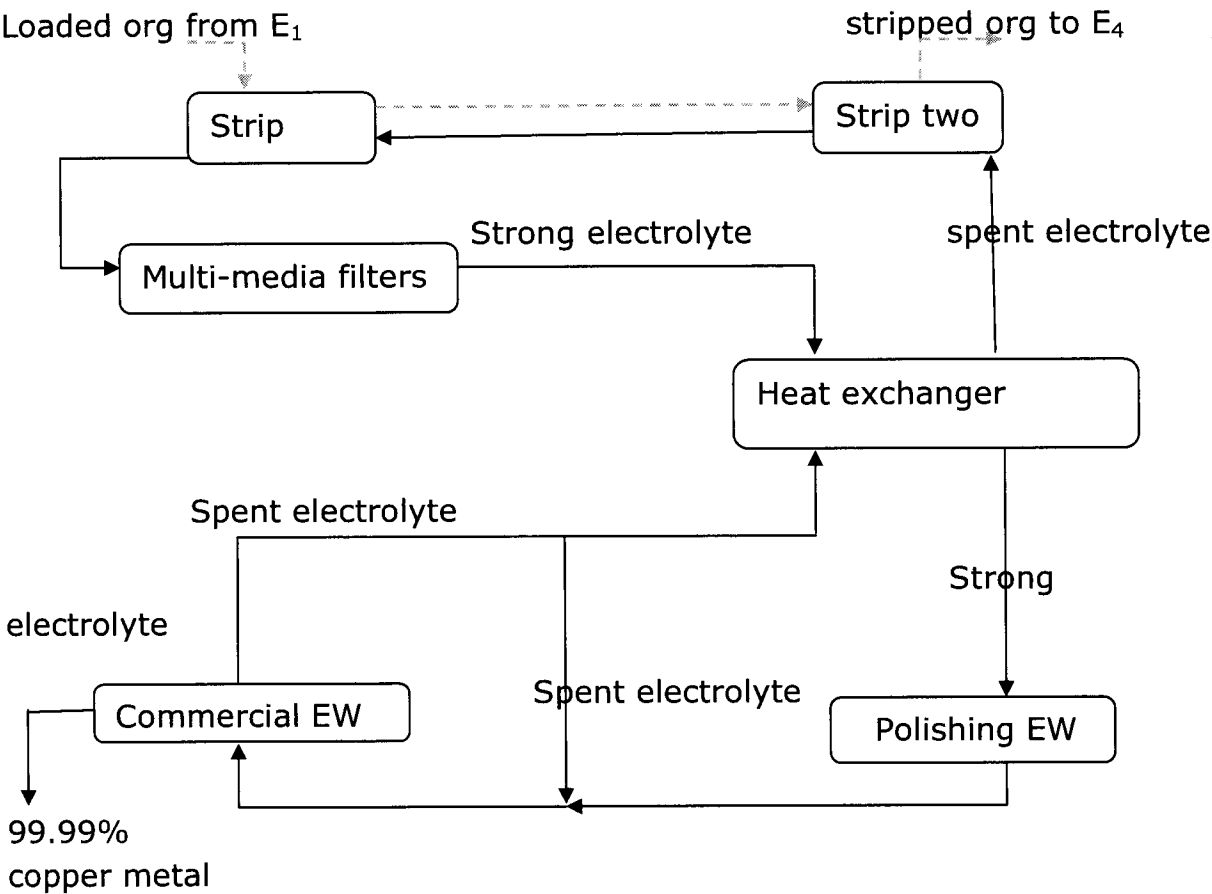 Loaded org from E₁
stripped org to E₄
Strip
Strip two
Strong electrolyte
spent electrolyte
Multi-media filters
Heat exchanger
Spent electrolyte
Strong
electrolyte
Spent electrolyte
Commercial EW
Polishing EW
99.99%
copper metal